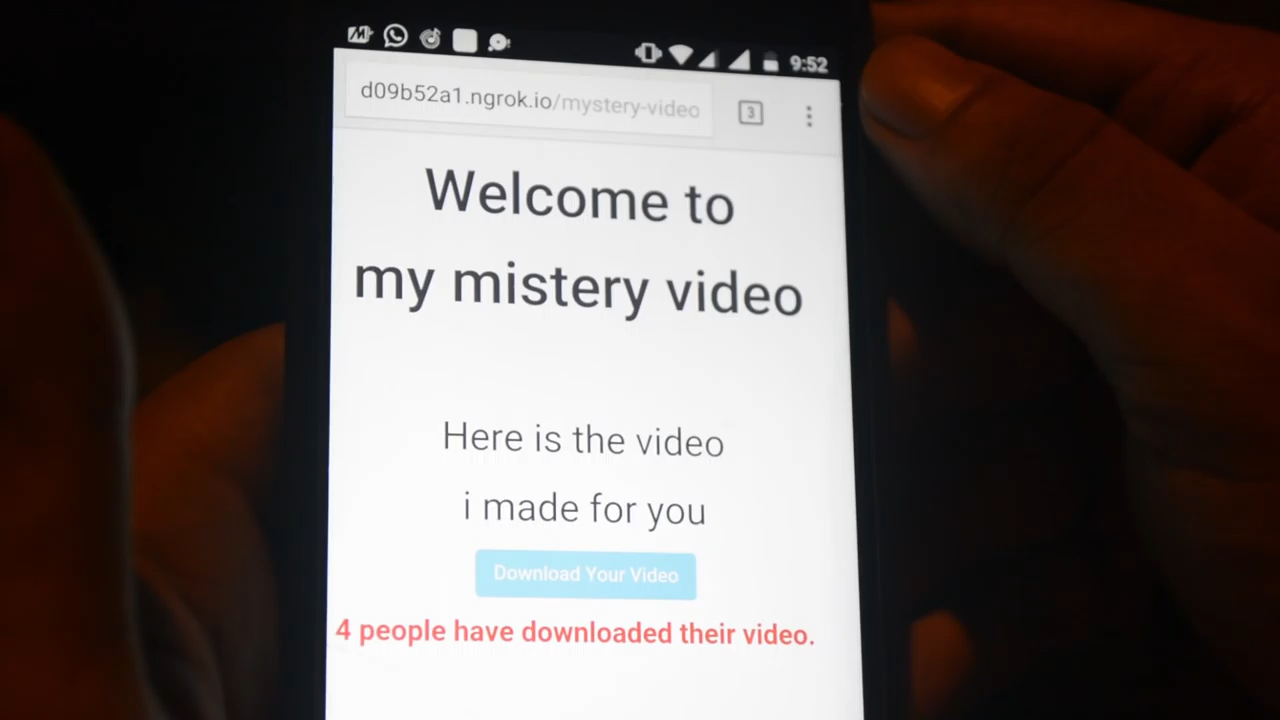 9:52
d09b52a1.ngrok.io/mystery-video
3
Welcome to
my mistery video
Here is the video
i made for you
Download Your Video
4 people have downloaded their video.